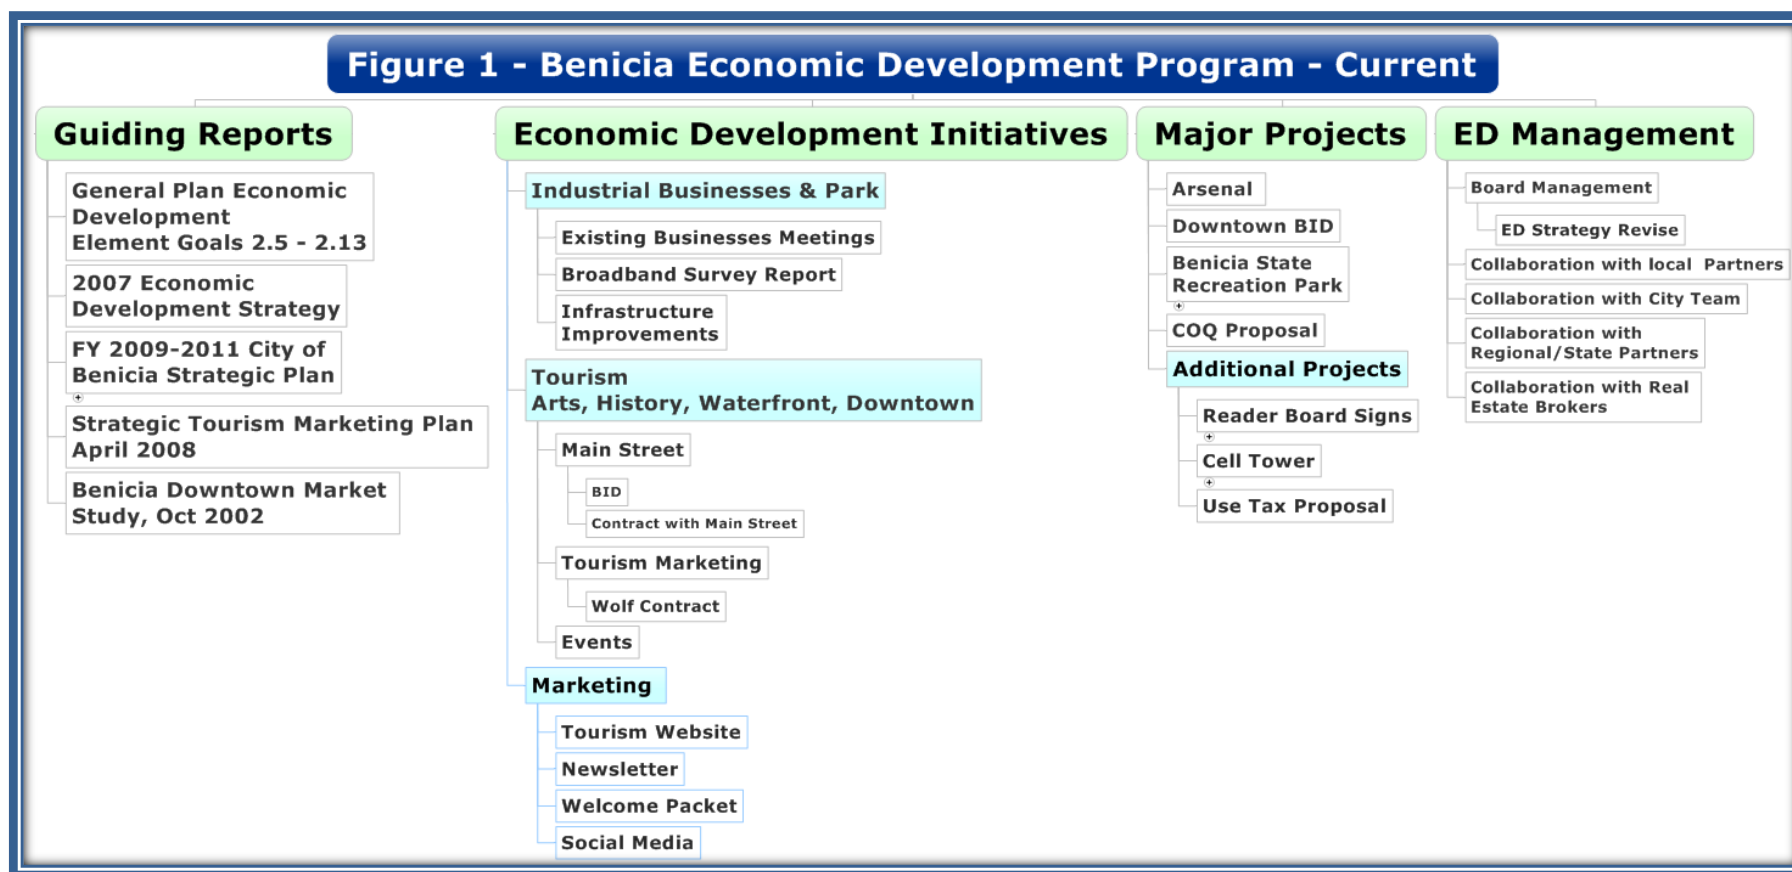 Figure 1 - Benicia Economic Development Program - Current
Guiding Reports
General Plan Economic
Development
Element Goals 2.5 - 2.13
2007 Economic
Development Strategy
FY 2009-2011 City of
Benicia Strategic Plan
Strategic Tourism Marketing Plan
April 2008
Benicia Downtown Market
Study, Oct 2002
Economic Development Initiatives
Industrial Businesses & Park
Existing Businesses Meetings
Broadband Survey Report
Infrastructure
Improvements
Tourism
Arts, History, Waterfront, Downtown
Main Street
BID
Contract with Main Street
Tourism Marketing
Wolf Contract
Events
Marketing
Tourism Website
Newsletter
Welcome Packet
Social Media
Major Projects
Arsenal
Downtown BID
Benicia State
Recreation Park
COQ Proposal
Additional Projects
Reader Board Signs
Cell Tower
Use Tax Proposal
ED Management
Board Management
ED Strategy Revise
Collaboration with local Partners
Collaboration with City Team
Collaboration with
Regional/State Partners
Collaboration with Real
Estate Brokers